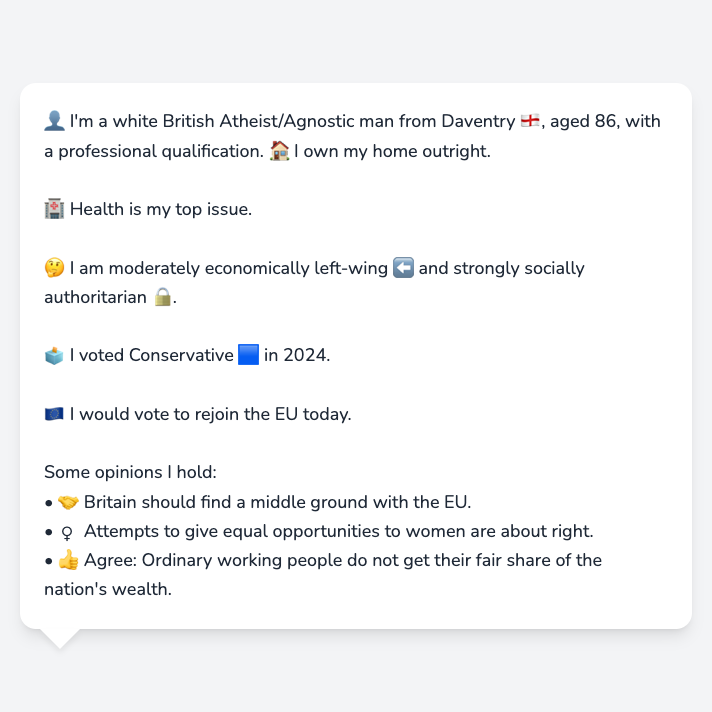 👤 I'm a white British Atheist/Agnostic man from Daventry 🏴󠁧󠁢󠁥󠁮󠁧󠁿, aged 86, with
a professional qualification. 🏠 I own my home outright.
🏥 Health is my top issue.
🤔 I am moderately economically left-wing ⬅️ and strongly socially
authoritarian 🔒.
🗳️ I voted Conservative 🟦 in 2024.
🇪🇺 I would vote to rejoin the EU today.
Some opinions I hold:
• 🤝 Britain should find a middle ground with the EU.
• ♀ Attempts to give equal opportunities to women are about right.
• 👍 Agree: Ordinary working people do not get their fair share of the
nation's wealth.